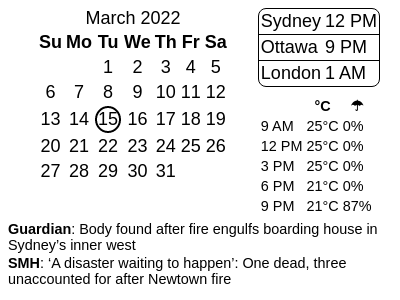 March 2022
Su Mo Tu We Th Fr Sa
1 2 3 4 5
6 7 8 9 10 11 12
13 14 15 16 17 18 19
20 21 22 23 24 25 26
27 28 29 30 31
Sydney 12 PM
Ottawa 9 PM
London 1 AM
°C ☂
9 AM 25°C 0%
12 PM 25°C 0%
3 PM 25°C 0%
6 PM 21°C 0%
9 PM 21°C 87%
Guardian: Body found after fire engulfs boarding house in
Sydney’s inner west
SMH: ‘A disaster waiting to happen’: One dead, three
unaccounted for after Newtown fire